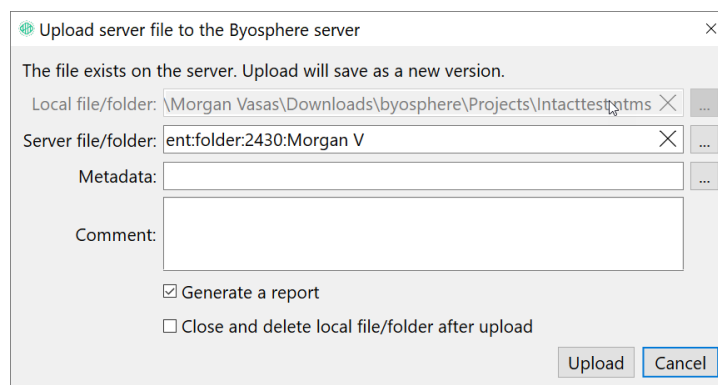 Upload server file to the Byosphere server
The file exists on the server. Upload will save as a new version.
Local file/folder: \Morgan Vasas\Downloads\byosphere\Projects\Intacttest.ntms ...
Server file/folder: ent:folder:2430:Morgan V ...
Metadata: ...
Comment:
Generate a report
Close and delete local file/folder after upload
Upload Cancel